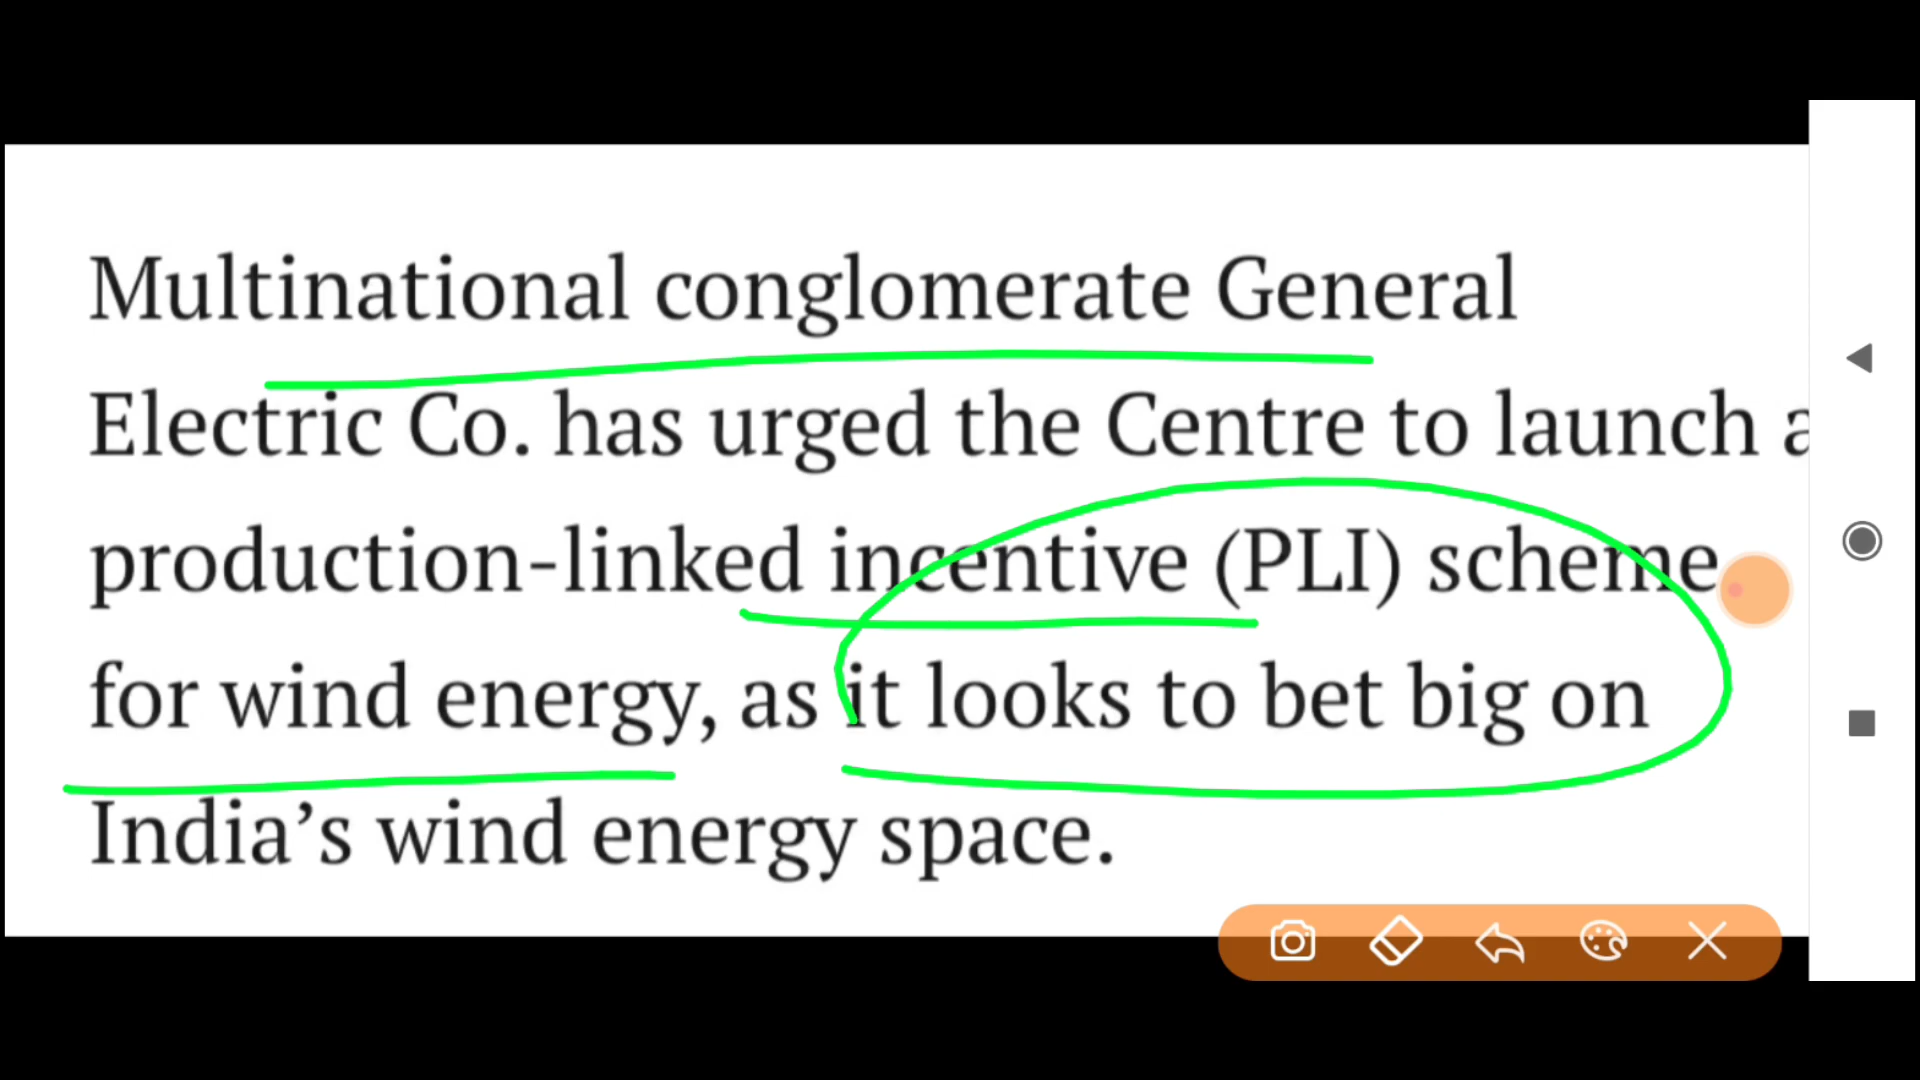 Multinational conglomerate General
Electric Co. has urged the Centre to launch a
production-linked incentive (PLI) scheme
for wind energy, as it looks to bet big on
India’s wind energy space.